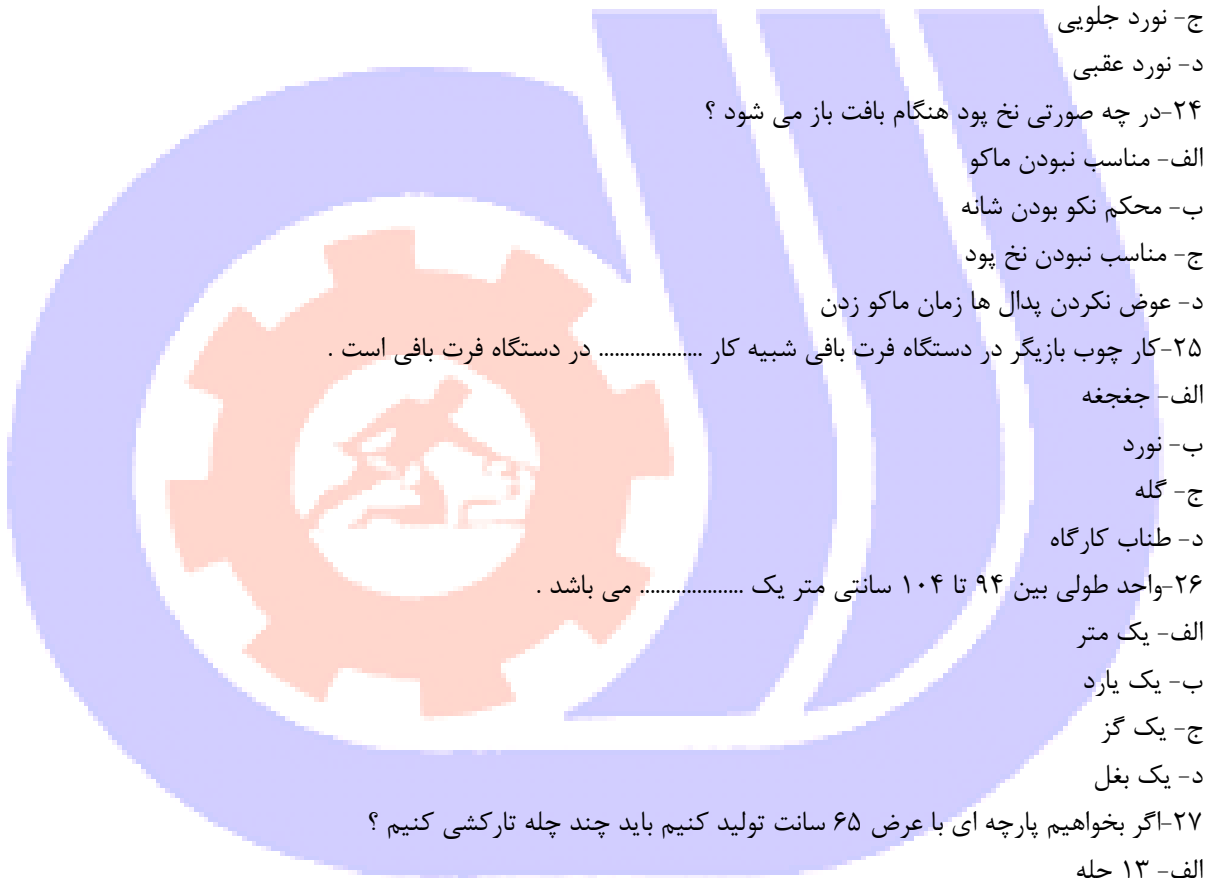 ج- نورد جلویی
د- نورد عقبی
۲۴-در چه صورتی نخ پود هنگام بافت باز می شود ؟
الف- مناسب نبودن ماکو
ب- محکم نکو بودن شانه
ج- مناسب نبودن نخ پود
د- عوض نکردن پدال ها زمان ماکو زدن
۲۵-کار چوب بازیگر در دستگاه فرت بافی شبیه کار .................... در دستگاه فرت بافی است .
الف- جغجغه
ب- نورد
ج- گله
د- طناب کارگاه
۲۶-واحد طولی بین ۹۴ تا ۱۰۴ سانتی متر یک .................... می باشد .
الف- یک متر
ب- یک یارد
ج- یک گز
د- یک بغل
۲۷-اگر بخواهیم پارچه ای با عرض ۶۵ سانت تولید کنیم باید چند چله تارکشی کنیم ؟
الف- ۱۳ چله